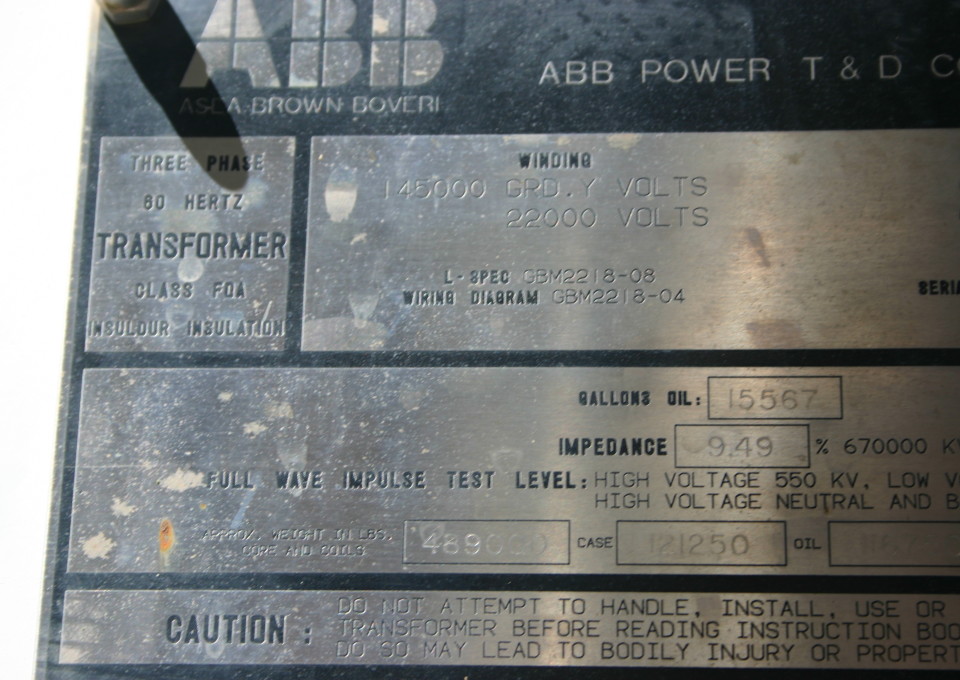 ABB
ASEA BROWN BOVERI
ABB POWER T & D CO
THREE PHASE
60 HERTZ
TRANSFORMER
CLASS FOA
INSULDUR INSULATION
WINDING
145000 GRD.Y VOLTS
22000 VOLTS
L-SPEC GBM2218-08
WIRING DIAGRAM GBM2218-04
SERIA
GALLONS OIL: 15567
IMPEDANCE 9.49 % 670000 K
FULL WAVE IMPULSE TEST LEVEL: HIGH VOLTAGE 550 KV, LOW V
HIGH VOLTAGE NEUTRAL AND B
APPROX. WEIGHT IN LBS.
CORE AND COILS CASE 121250 OIL
CAUTION: DO NOT ATTEMPT TO HANDLE, INSTALL, USE OR
TRANSFORMER BEFORE READING INSTRUCTION BOO
DO SO MAY LEAD TO BODILY INJURY OR PROPERT